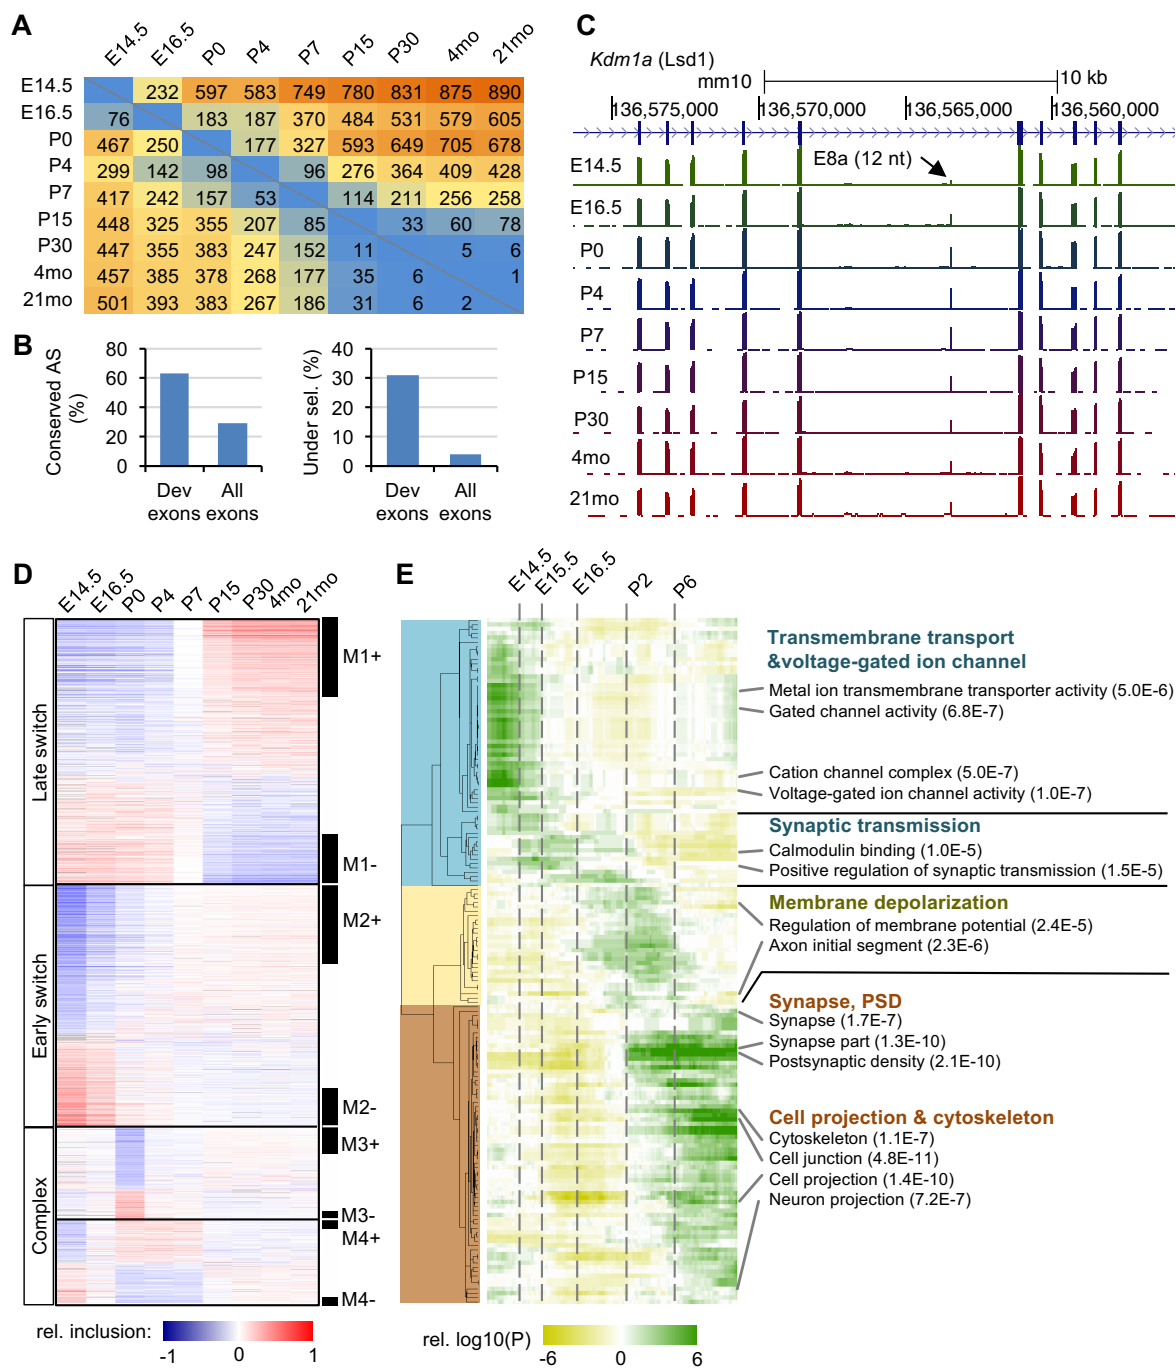 A
E14.5 E16.5 P0 P4 P7 P15 P30 4mo 21mo
E14.5 232 597 583 749 780 831 875 890
E16.5 76 183 187 370 484 531 579 605
P0 467 250 177 327 593 649 705 678
P4 299 142 98 96 276 364 409 428
P7 417 242 157 53 114 211 256 258
P15 448 325 355 207 85 33 60 78
P30 447 355 383 247 152 11 5 6
4mo 457 385 378 268 177 35 6 1
21mo 501 393 383 267 186 31 6 2
B
Conserved AS
(%)
80
60
40
20
0
Dev
exons
All
exons
Under sel. (%)
40
30
20
10
0
Dev
exons
All
exons
C
Kdm1a (Lsd1)
mm10
10 kb
136,575,000 136,570,000 136,565,000 136,560,000
E8a (12 nt)
E14.5
E16.5
P0
P4
P7
P15
P30
4mo
21mo
D
E14.5 E16.5 P0 P4 P7 P15 P30 4mo 21mo
Late switch
Early switch
Complex
M1+
M1-
M2+
M2-
M3+
M3-
M4+
M4-
rel. inclusion:
-1 0 1
E
E14.5 E15.5 E16.5 P2 P6
Transmembrane transport
&voltage-gated ion channel
Metal ion transmembrane transporter activity (5.0E-6)
Gated channel activity (6.8E-7)
Cation channel complex (5.0E-7)
Voltage-gated ion channel activity (1.0E-7)
Synaptic transmission
Calmodulin binding (1.0E-5)
Positive regulation of synaptic transmission (1.5E-5)
Membrane depolarization
Regulation of membrane potential (2.4E-5)
Axon initial segment (2.3E-6)
Synapse, PSD
Synapse (1.7E-7)
Synapse part (1.3E-10)
Postsynaptic density (2.1E-10)
Cell projection & cytoskeleton
Cytoskeleton (1.1E-7)
Cell junction (4.8E-11)
Cell projection (1.4E-10)
Neuron projection (7.2E-7)
rel. log10(P)
-6 0 6